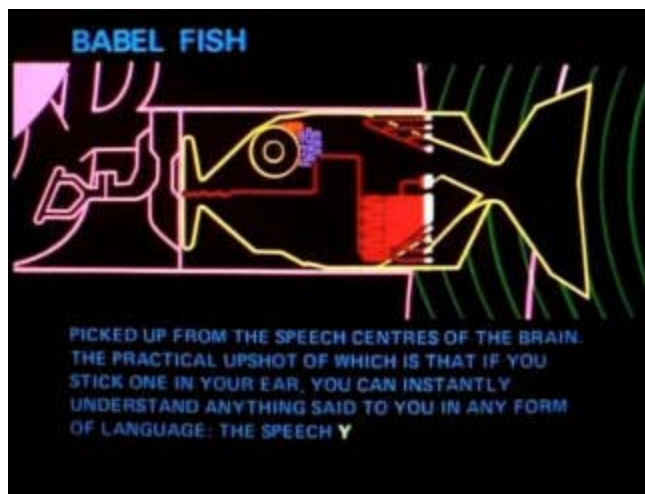 BABEL FISH
PICKED UP FROM THE SPEECH CENTRES OF THE BRAIN.
THE PRACTICAL UPSHOT OF WHICH IS THAT IF YOU
STICK ONE IN YOUR EAR, YOU CAN INSTANTLY
UNDERSTAND ANYTHING SAID TO YOU IN ANY FORM
OF LANGUAGE: THE SPEECH Y